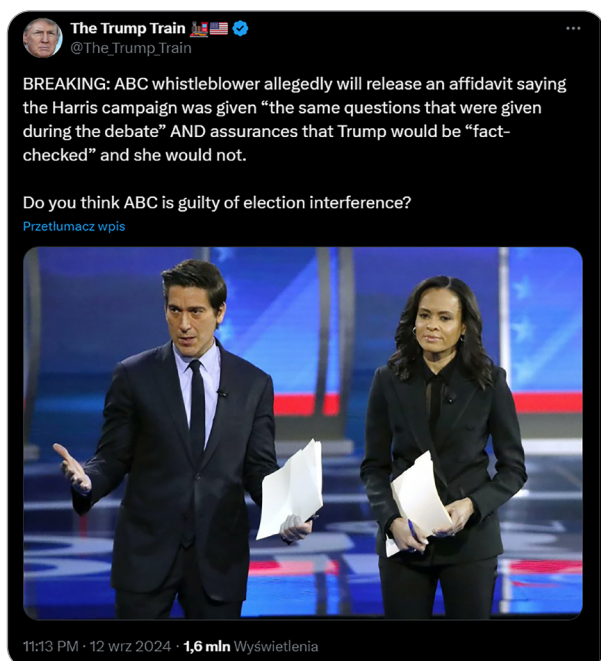 The Trump Train 🚂🇺🇸
@The_Trump_Train
BREAKING: ABC whistleblower allegedly will release an affidavit saying
the Harris campaign was given “the same questions that were given
during the debate” AND assurances that Trump would be “fact-
checked” and she would not.
Do you think ABC is guilty of election interference?
Przetłumacz wpis
11:13 PM · 12 wrz 2024 · 1,6 mln Wyświetlenia